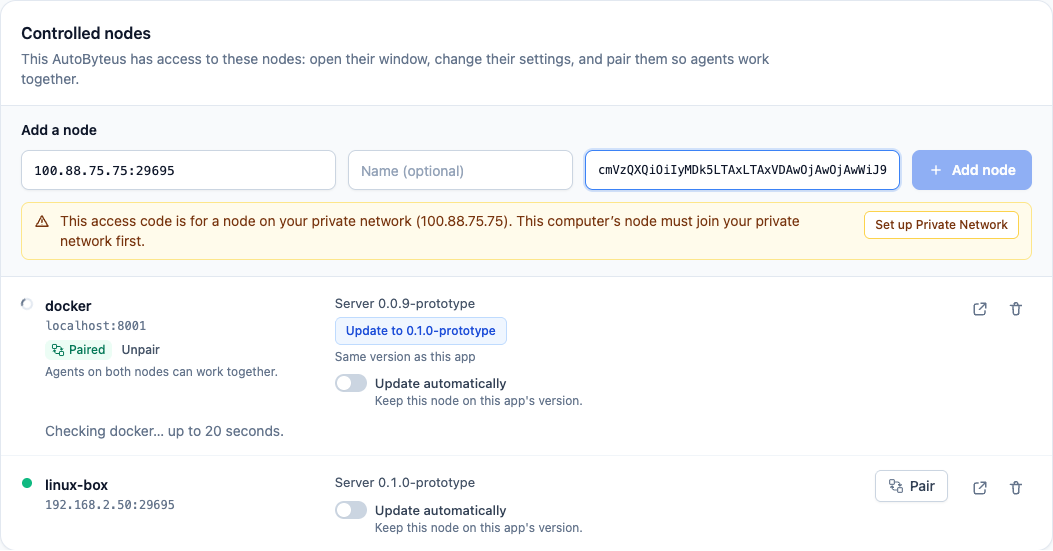 Controlled nodes
This AutoByteus has access to these nodes: open their window, change their settings, and pair them so agents work
together.
Add a node
100.88.75.75:29695
Name (optional)
cmVzQXQiOiIyMDk5LTAxLTAxVDAwOjAwOjAwWiJ9
+ Add node
This access code is for a node on your private network (100.88.75.75). This computer's node must join your private
network first.
Set up Private Network
docker
localhost:8001
Paired Unpair
Agents on both nodes can work together.
Server 0.0.9-prototype
Update to 0.1.0-prototype
Same version as this app
Update automatically
Keep this node on this app's version.
Checking docker... up to 20 seconds.
linux-box
192.168.2.50:29695
Server 0.1.0-prototype
Update automatically
Keep this node on this app's version.
Pair